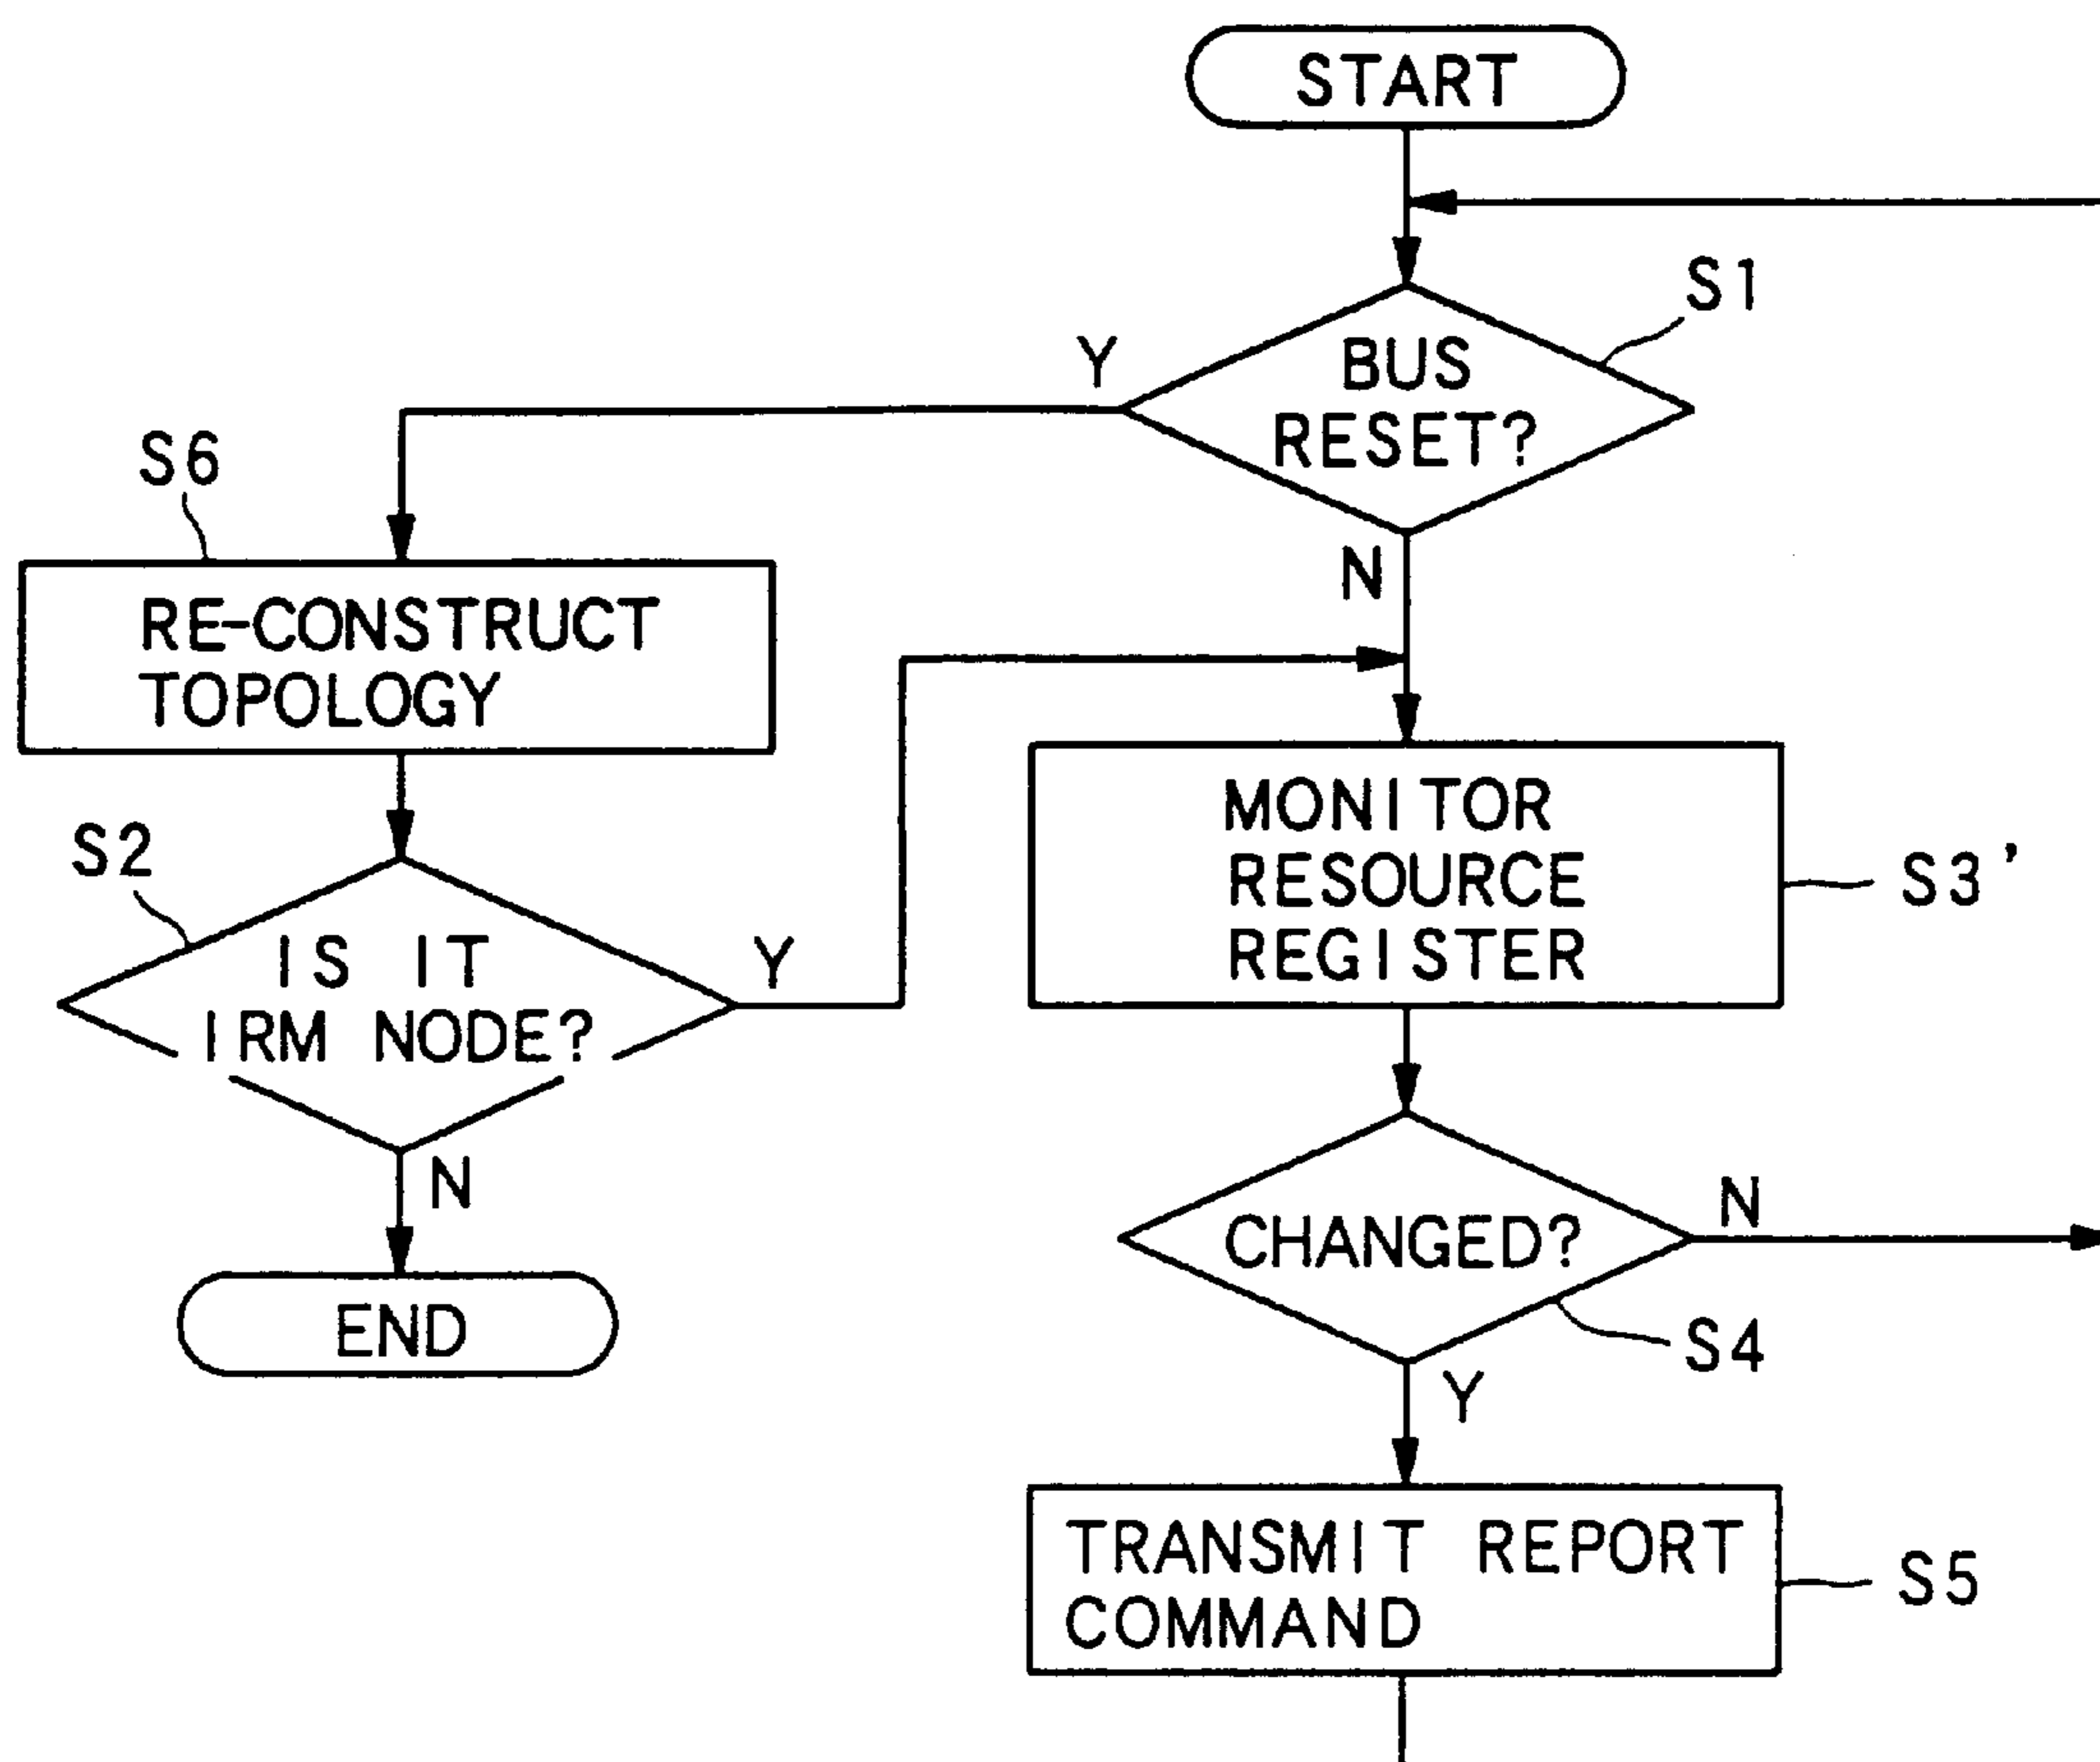 START
S1
Y
BUS
RESET?
S6
N
RE-CONSTRUCT
TOPOLOGY
MONITOR
RESOURCE
REGISTER
S3'
S2
IS IT
IRM NODE?
Y
N
CHANGED?
N
END
S4
Y
TRANSMIT REPORT
COMMAND
S5